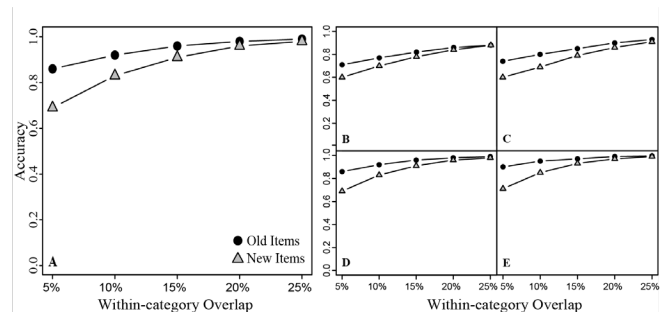 Accuracy
0.0 0.2 0.4 0.6 0.8 1.0
A
Old Items
New Items
5% 10% 15% 20% 25%
Within-category Overlap
0.2 0.4 0.6 0.8 1.0
B
C
0.0 0.2 0.4 0.6 0.8 1.0
D
E
5% 10% 15% 20% 25% 5% 10% 15% 20% 25%
Within-category Overlap